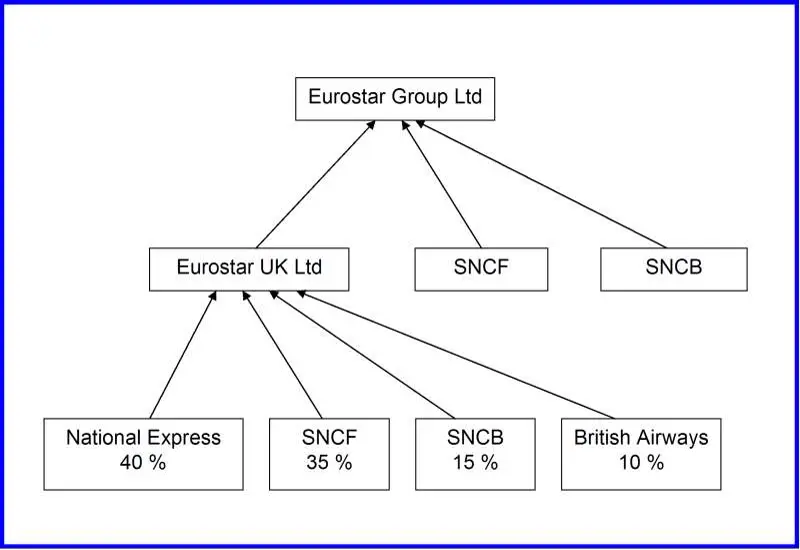 Eurostar Group Ltd
Eurostar UK Ltd
SNCF
SNCB
National Express
40 %
SNCF
35 %
SNCB
15 %
British Airways
10 %